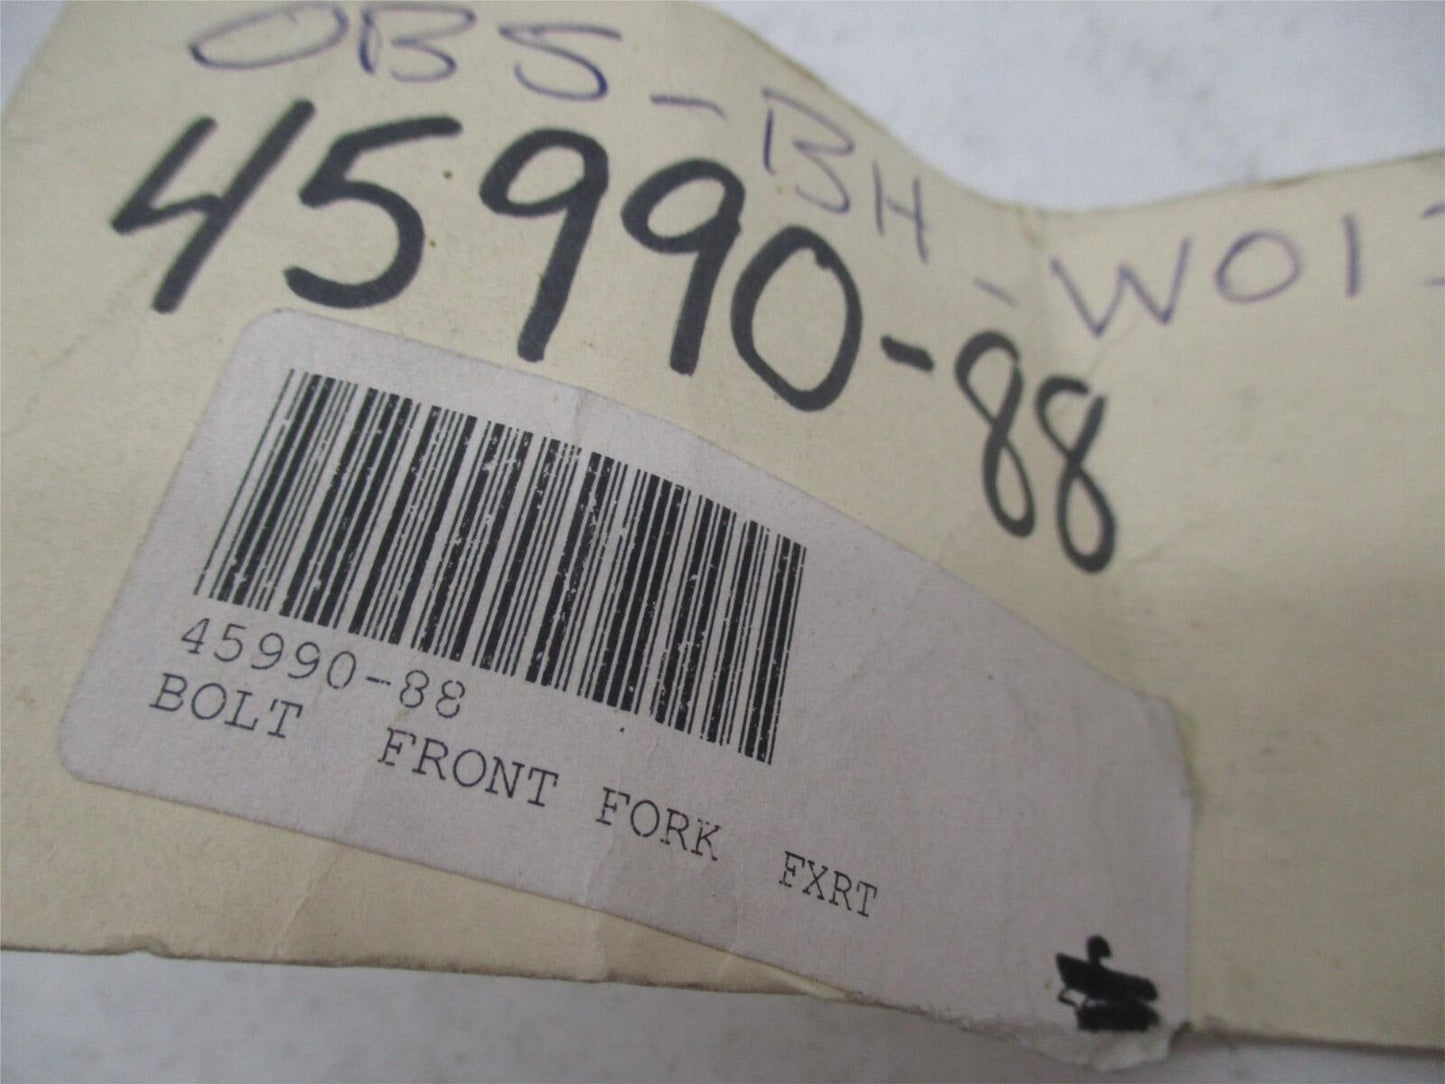 OBS-BH-W01
45990-88
45990-88
BOLT FRONT FORK FXRT